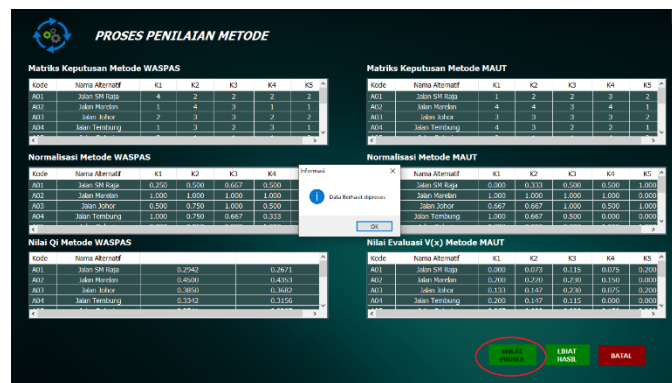 PROSES PENILAIAN METODE
Matriks Keputusan Metode WASPAS
Kode Nama Alternatif K1 K2 K3 K4 K5
A01 Jalan SM Raja 4 2 2 2 2
A02 Jalan Marelan 1 4 3 1 1
A03 Jalan Johor 2 3 3 2 2
A04 Jalan Tembung 1 3 2 3 1
Matriks Keputusan Metode MAUT
Kode Nama Alternatif K1 K2 K3 K4 K5
A01 Jalan SM Raja 1 2 2 3 2
A02 Jalan Marelan 4 4 3 4 1
A03 Jalan Johor 3 3 3 3 2
A04 Jalan Tembung 4 3 2 2 1
Normalisasi Metode WASPAS
Kode Nama Alternatif K1 K2 K3 K4
A01 Jalan SM Raja 0.250 0.500 0.667 0.500
A02 Jalan Marelan 1.000 1.000 1.000 1.000
A03 Jalan Johor 0.500 0.750 1.000 0.500
A04 Jalan Tembung 1.000 0.750 0.667 0.333
Informasi
Data Berhasil diproses
OK
Normalisasi Metode MAUT
Nama Alternatif K1 K2 K3 K4 K5
Jalan SM Raja 0.000 0.333 0.500 0.500 1.000
Jalan Marelan 1.000 1.000 1.000 1.000 0.000
Jalan Johor 0.667 0.667 1.000 0.500 1.000
Jalan Tembung 1.000 0.667 0.500 0.000 0.000
Nilai Qi Metode WASPAS
A01 Jalan SM Raja 0.2942 0.2671
A02 Jalan Marelan 0.4500 0.4353
A03 Jalan Johor 0.3850 0.3682
A04 Jalan Tembung 0.3342 0.3156
Nilai Evaluasi V(x) Metode MAUT
Kode Nama Alternatif K1 K2 K3 K4 K5
A01 Jalan SM Raja 0.000 0.073 0.115 0.075 0.200
A02 Jalan Marelan 0.200 0.220 0.230 0.150 0.000
A03 Jalan Johor 0.133 0.147 0.230 0.075 0.200
A04 Jalan Tembung 0.200 0.147 0.115 0.000 0.000
MULAI
PROSES
LIHAT
HASIL
BATAL